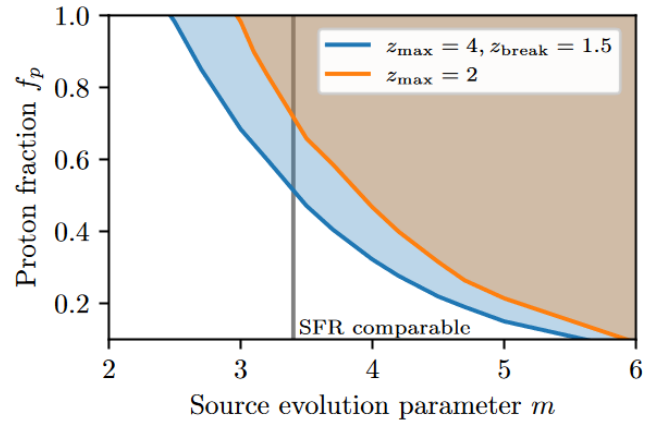 1.0
0.8
0.6
0.4
0.2
Proton fraction f_p
z_max = 4, z_break = 1.5
z_max = 2
SFR comparable
2 3 4 5 6
Source evolution parameter m